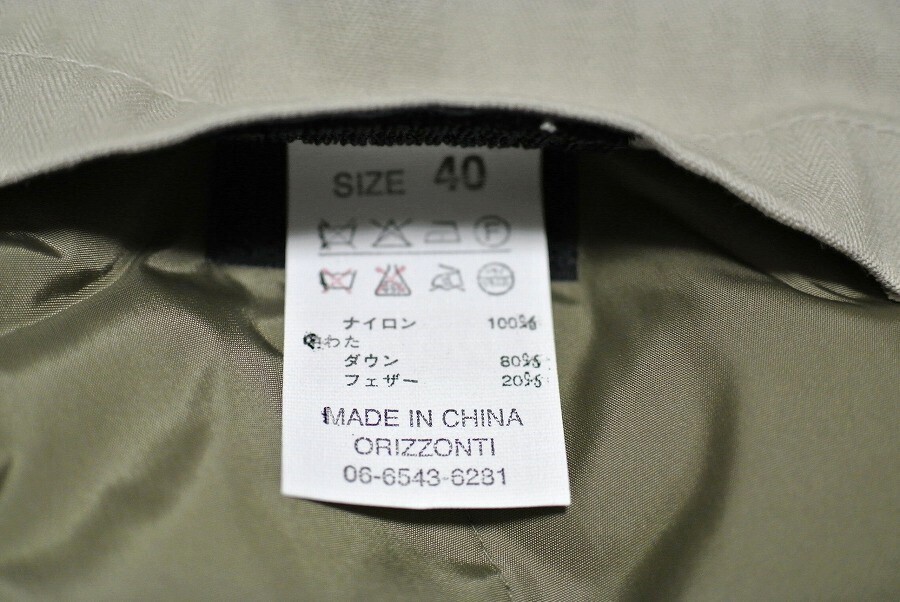 SIZE 40
ナイロン 100%
中わた
ダウン 80%
フェザー 20%
MADE IN CHINA
ORIZZONTI
06-6543-6231